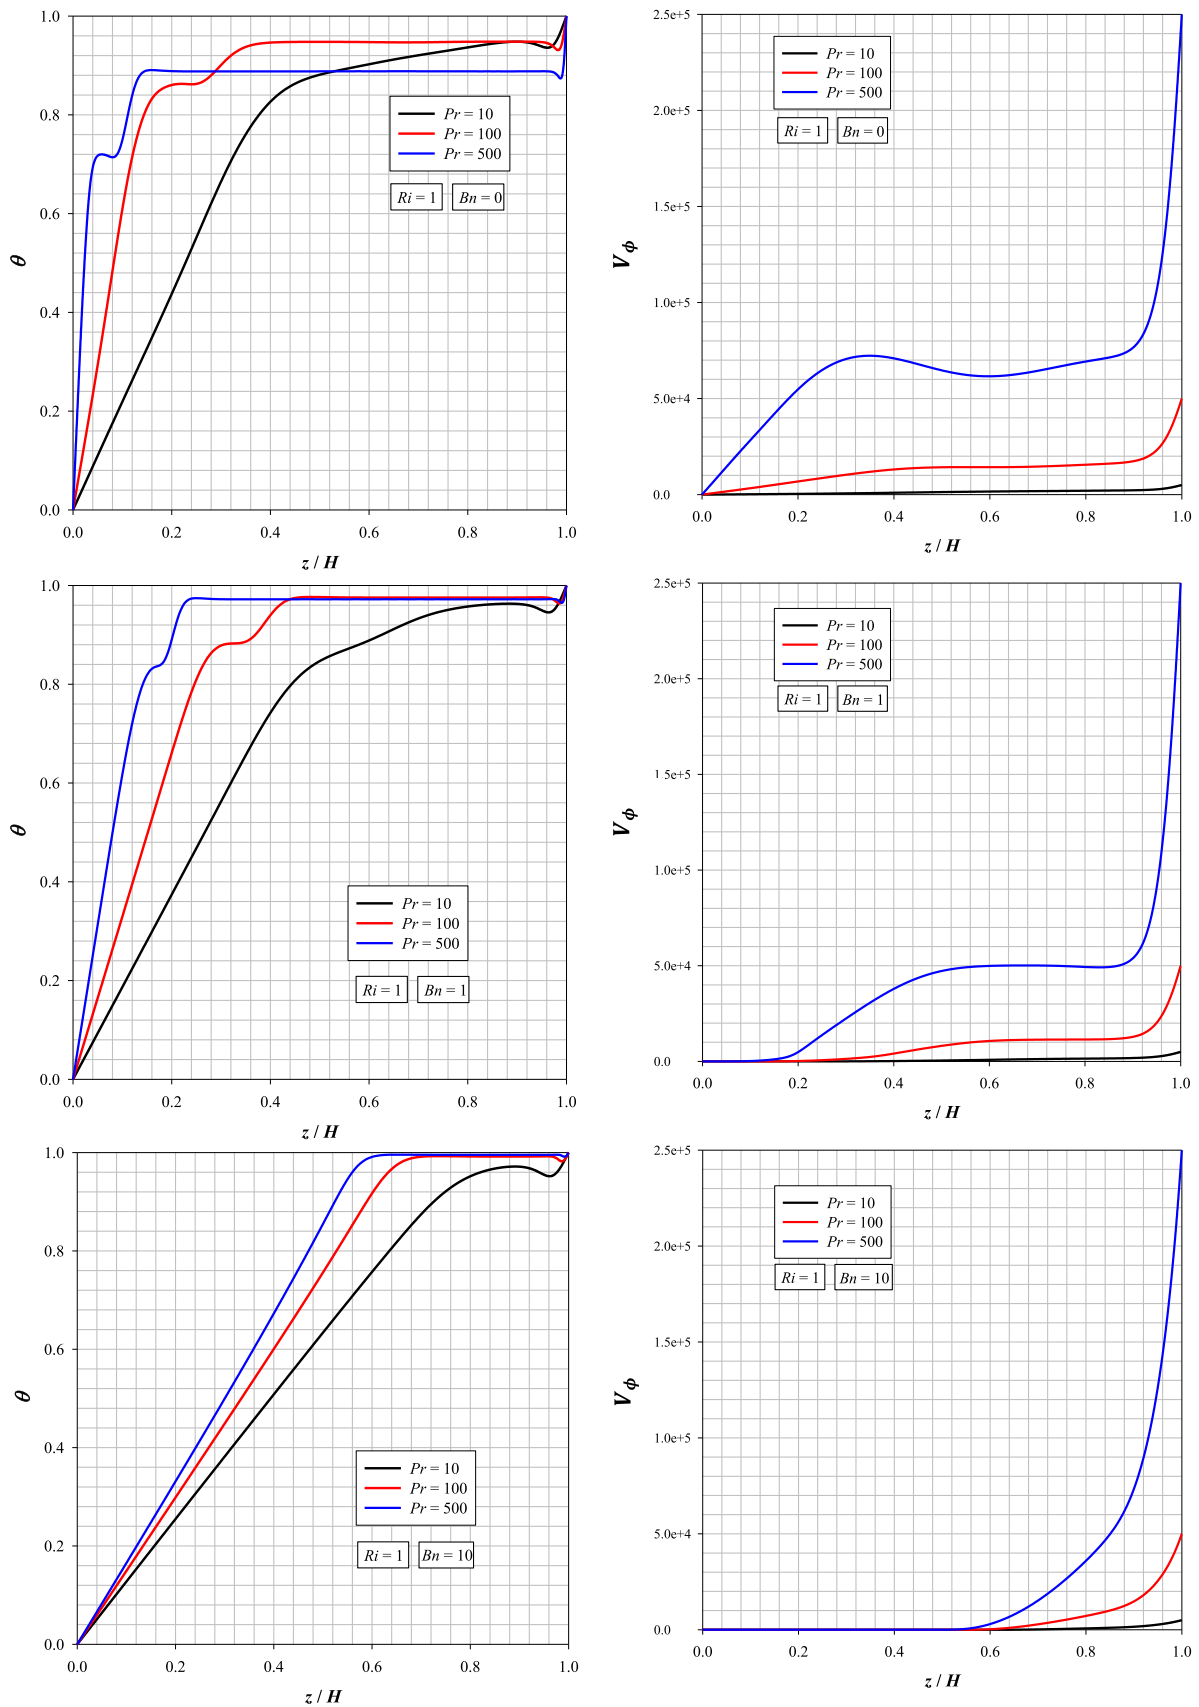 1.0
0.8
0.6
0.4
0.2
0.0
θ
Pr = 10
Pr = 100
Pr = 500
Ri = 1 Bn = 0
0.0 0.2 0.4 0.6 0.8 1.0
z / H
2.5e+5
2.0e+5
1.5e+5
1.0e+5
5.0e+4
0.0
Vϕ
Pr = 10
Pr = 100
Pr = 500
Ri = 1 Bn = 0
0.0 0.2 0.4 0.6 0.8 1.0
z / H
1.0
0.8
0.6
0.4
0.2
0.0
θ
Pr = 10
Pr = 100
Pr = 500
Ri = 1 Bn = 1
0.0 0.2 0.4 0.6 0.8 1.0
z / H
2.5e+5
2.0e+5
1.5e+5
1.0e+5
5.0e+4
0.0
Vϕ
Pr = 10
Pr = 100
Pr = 500
Ri = 1 Bn = 1
0.0 0.2 0.4 0.6 0.8 1.0
z / H
1.0
0.8
0.6
0.4
0.2
0.0
θ
Pr = 10
Pr = 100
Pr = 500
Ri = 1 Bn = 10
0.0 0.2 0.4 0.6 0.8 1.0
z / H
2.5e+5
2.0e+5
1.5e+5
1.0e+5
5.0e+4
0.0
Vϕ
Pr = 10
Pr = 100
Pr = 500
Ri = 1 Bn = 10
0.0 0.2 0.4 0.6 0.8 1.0
z / H